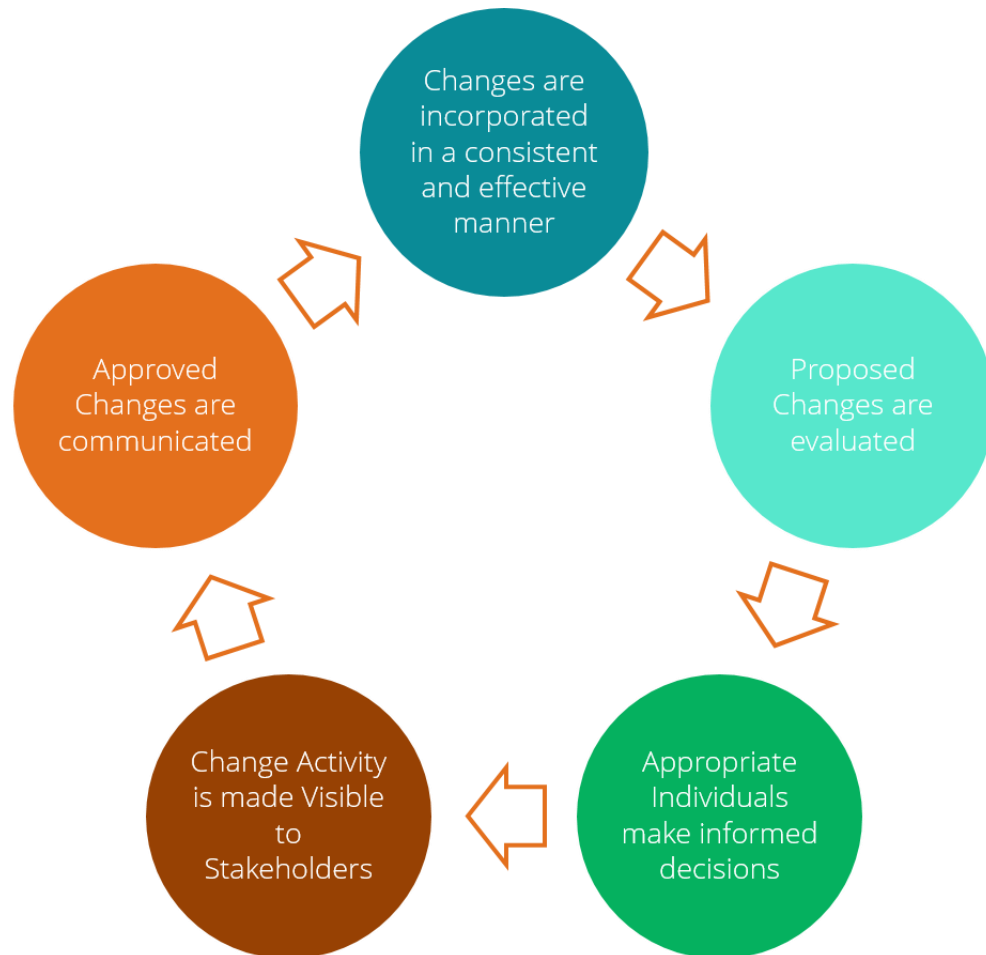 Changes are
incorporated
in a consistent
and effective
manner
Proposed
Changes are
evaluated
Appropriate
Individuals
make informed
decisions
Change Activity
is made Visible
to
Stakeholders
Approved
Changes are
communicated